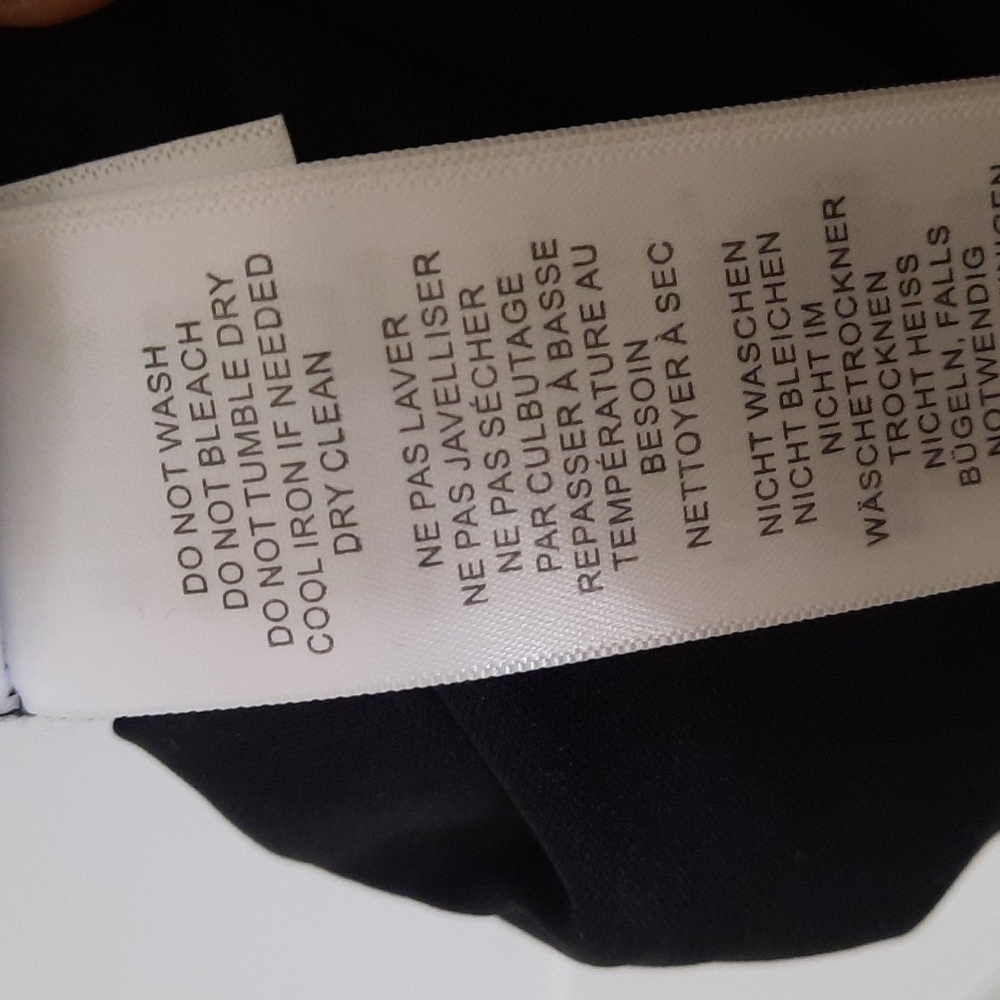 DO NOT WASH
DO NOT BLEACH
DO NOT TUMBLE DRY
COOL IRON IF NEEDED
DRY CLEAN
NE PAS LAVER
NE PAS JAVELLISER
NE PAS SÉCHER
PAR CULBUTAGE
REPASSER À BASSE
TEMPÉRATURE AU
BESOIN
NETTOYER À SEC
NICHT WASCHEN
NICHT BLEICHEN
NICHT IM
WÄSCHETROCKNER
TROCKNEN
NICHT HEISS
BÜGELN, FALLS
NOTWENDIG